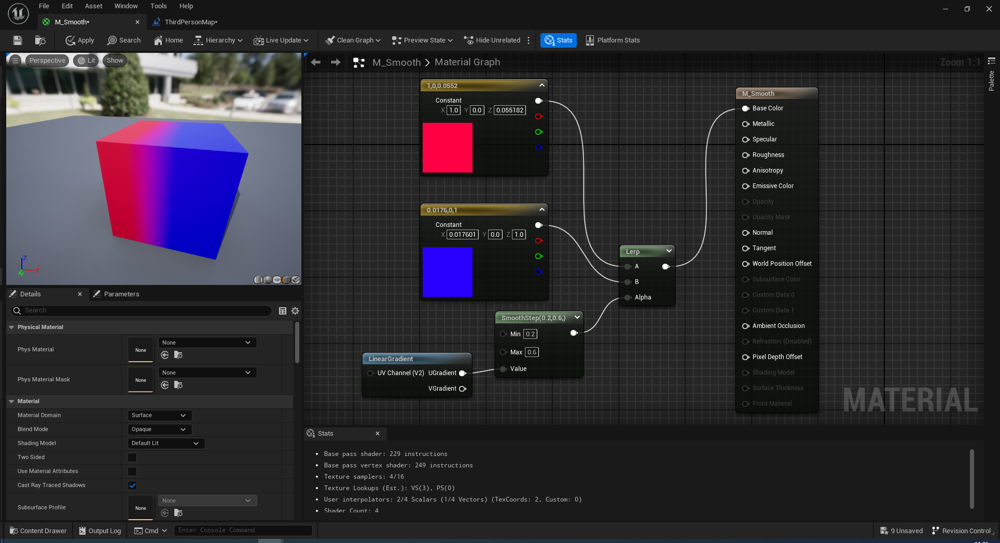 File Edit Asset Window Tools Help
M_Smooth*
ThirdPersonMap*
Apply Search Home Hierarchy Live Update Clean Graph Preview State Hide Unrelated Stats Platform Stats
Perspective Lit Show
M_Smooth > Material Graph
Zoom 1:1
Palette
1,0,0.0552
Constant
X 1.0 Y 0.0 Z 0.055182
0.0176,0,1
Constant
X 0.017601 Y 0.0 Z 1.0
Lerp
A
B
Alpha
SmoothStep(0.2,0.6,)
Min 0.2
Max 0.6
Value
LinearGradient
UV Channel (V2) UGradient
VGradient
M_Smooth
Base Color
Metallic
Specular
Roughness
Anisotropy
Emissive Color
Opacity
Opacity Mask
Normal
Tangent
World Position Offset
Subsurface Color
Custom Data 0
Custom Data 1
Ambient Occlusion
Refraction (Disabled)
Pixel Depth Offset
Shading Model
Surface Thickness
Front Material
MATERIAL
Z
X
Y
Details
Parameters
Search
Physical Material
Phys Material None None
Phys Material Mask None None
Material
Material Domain Surface
Blend Mode Opaque
Shading Model Default Lit
Two Sided
Use Material Attributes
Cast Ray Traced Shadows
Subsurface Profile None None
Stats
Base pass shader: 229 instructions
Base pass vertex shader: 249 instructions
Texture samplers: 4/16
Texture Lookups (Est.): VS(3), PS(0)
User interpolators: 2/4 Scalars (1/4 Vectors) (TexCoords: 2, Custom: 0)
Shader Count: 4
Content Drawer Output Log Cmd Enter Console Command
9 Unsaved Revision Control